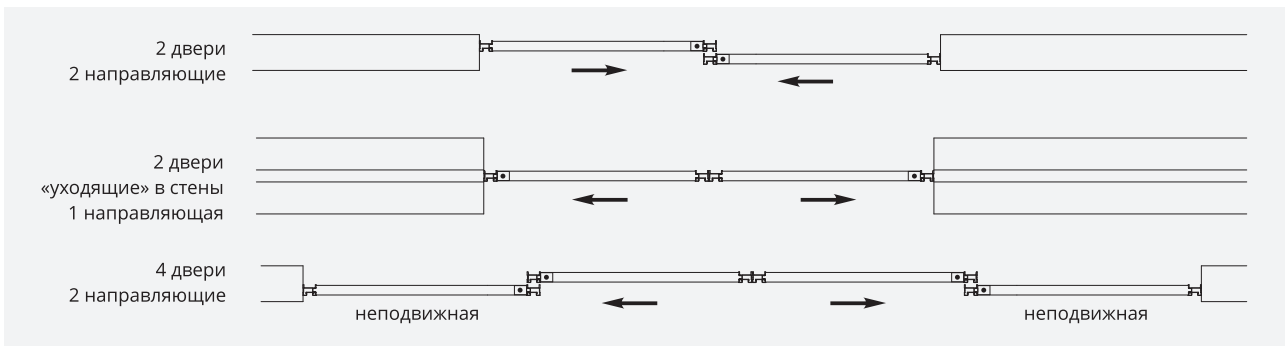 2 двери
2 направляющие
2 двери
«уходящие» в стены
1 направляющая
4 двери
2 направляющие
неподвижная
неподвижная